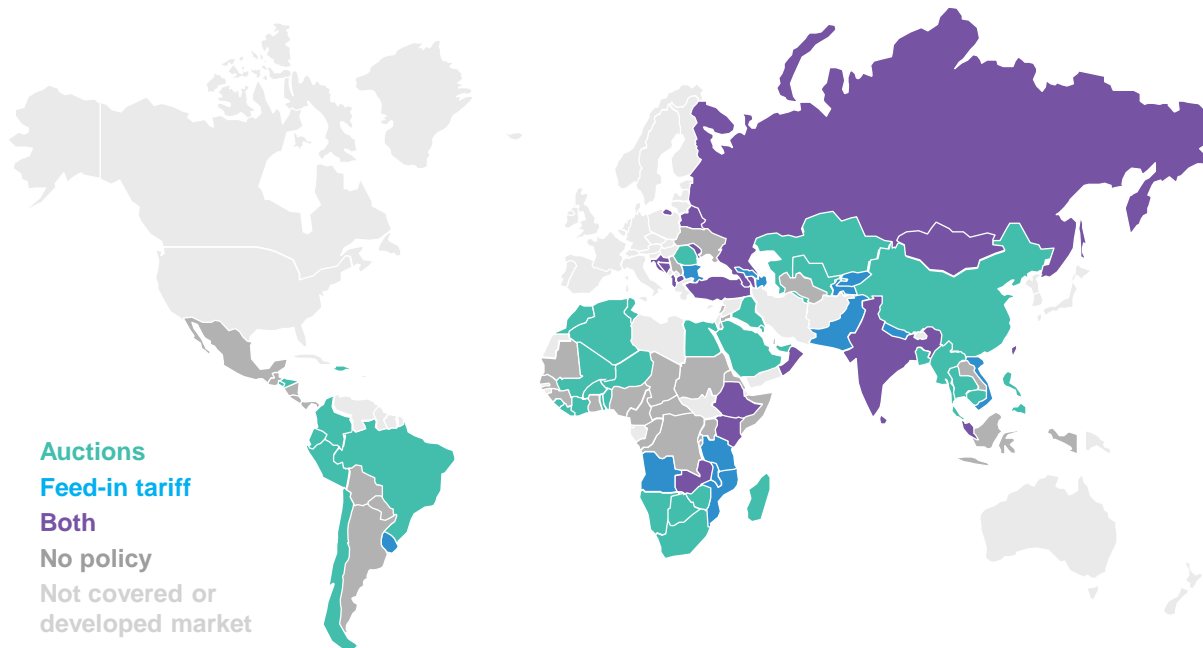 Auctions
Feed-in tariff
Both
No policy
Not covered or
developed market